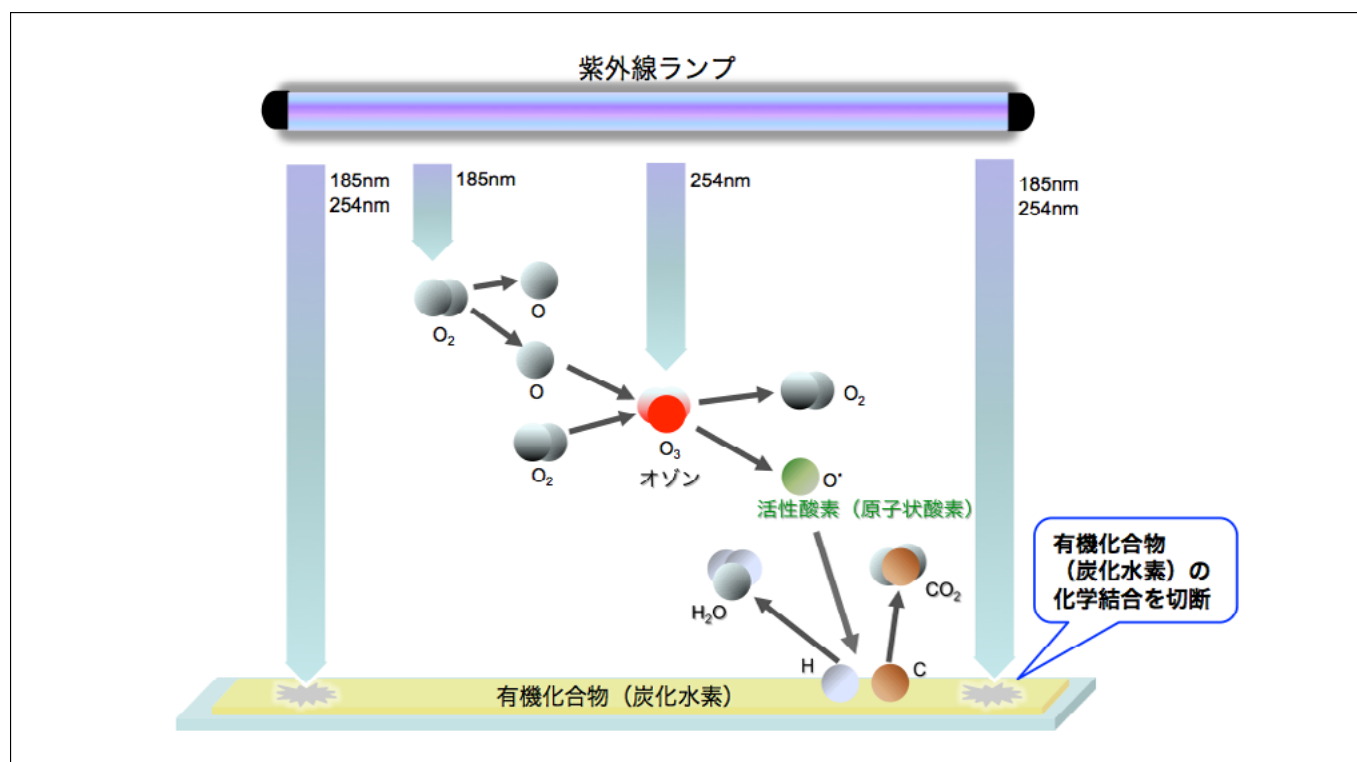 紫外線ランプ
185nm
254nm
185nm
254nm
185nm
254nm
O₂
O
O
O₂
O₃
オゾン
O₂
O*
活性酸素（原子状酸素）
H₂O
CO₂
H
C
有機化合物
（炭化水素）の
化学結合を切断
有機化合物（炭化水素）